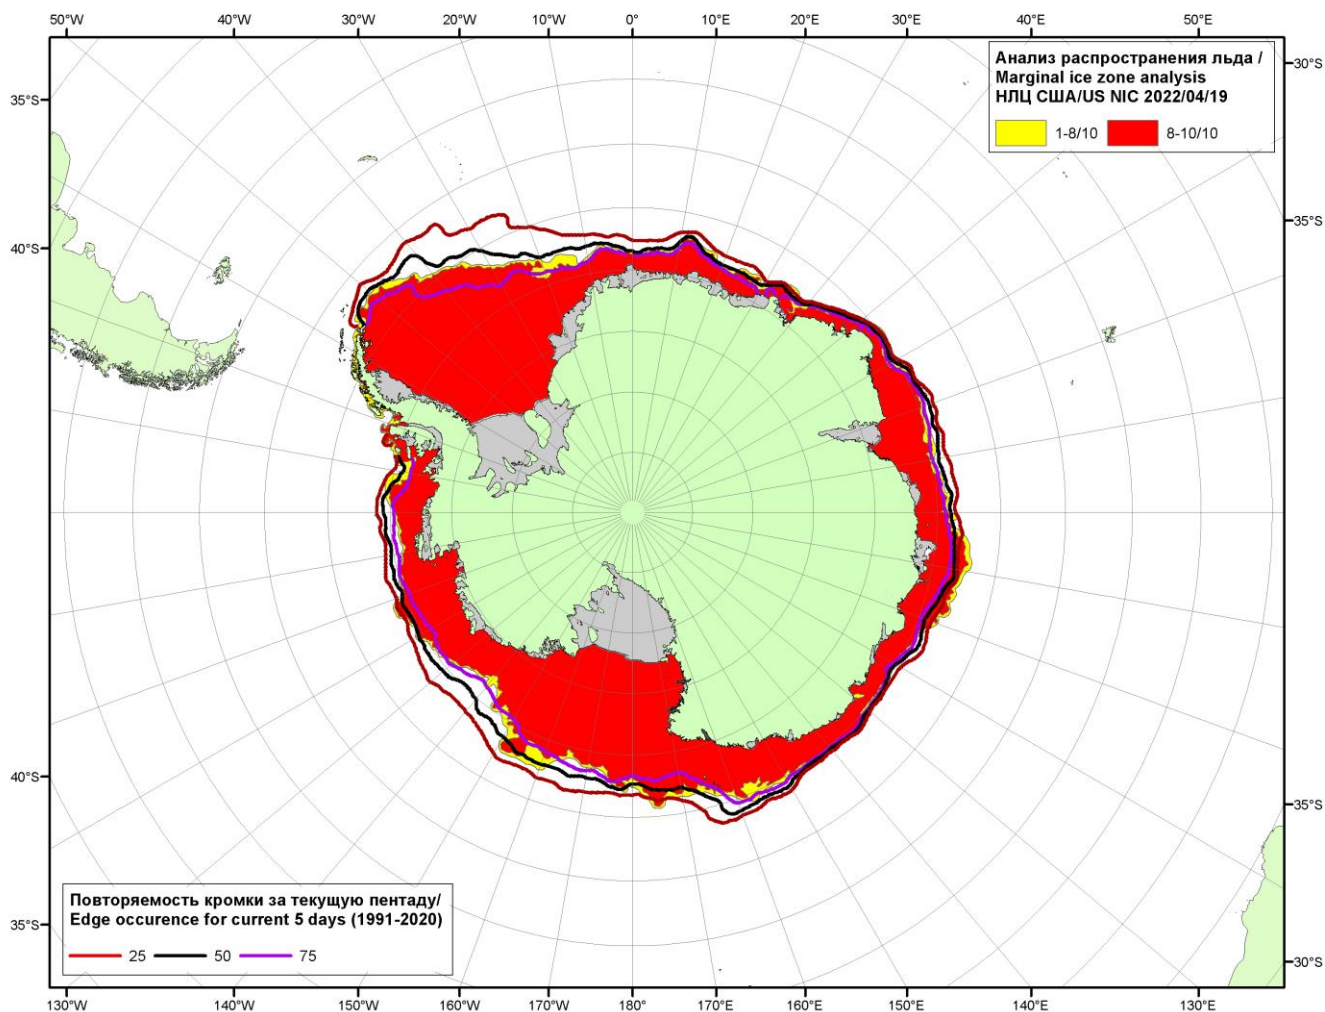 50°W 40°W 30°W 20°W 10°W 0° 10°E 20°E 30°E 40°E 50°E
Анализ распространения льда /
Marginal ice zone analysis
НЛЦ США/US NIC 2022/04/19
1-8/10 8-10/10
30°S
35°S
35°S
40°S
40°S
35°S
35°S
30°S
Повторяемость кромки за текущую пентаду/
Edge occurence for current 5 days (1991-2020)
25 50 75
130°W 140°W 150°W 160°W 170°W 180° 170°E 160°E 150°E 130°E